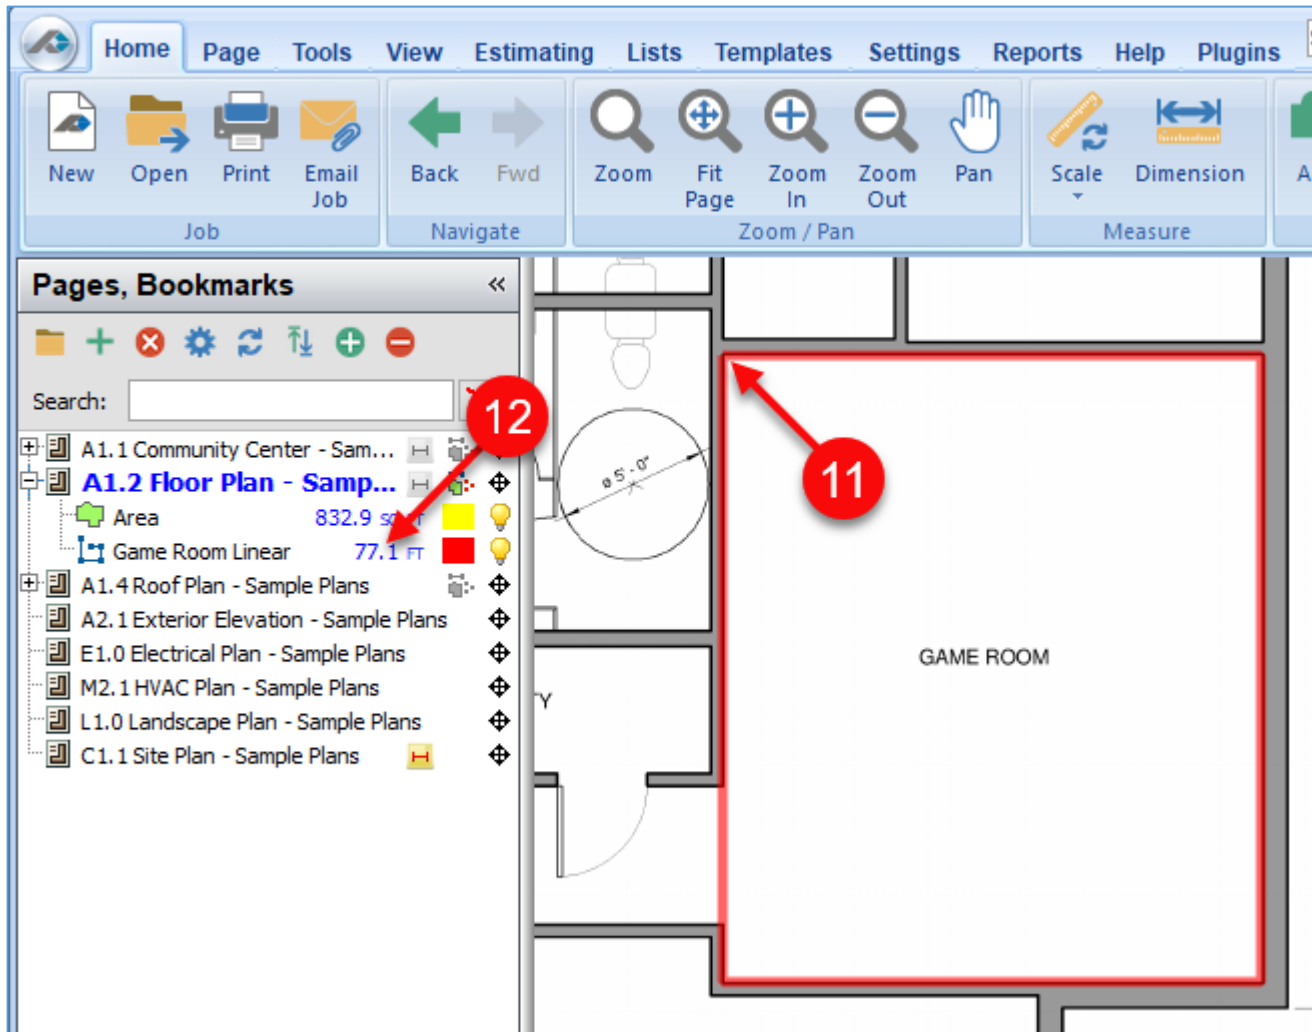 Home Page Tools View Estimating Lists Templates Settings Reports Help Plugins
New Open Print Email Job Back Fwd Zoom Fit Page Zoom In Zoom Out Pan Scale Dimension
Job Navigate Zoom / Pan Measure
Pages, Bookmarks
Search:
12
A1.1 Community Center - Sam...
A1.2 Floor Plan - Samp...
Area 832.9
Game Room Linear 77.1 FT
A1.4 Roof Plan - Sample Plans
A2.1 Exterior Elevation - Sample Plans
E1.0 Electrical Plan - Sample Plans
M2.1 HVAC Plan - Sample Plans
L1.0 Landscape Plan - Sample Plans
C1.1 Site Plan - Sample Plans
ø 5'-0"
11
GAME ROOM